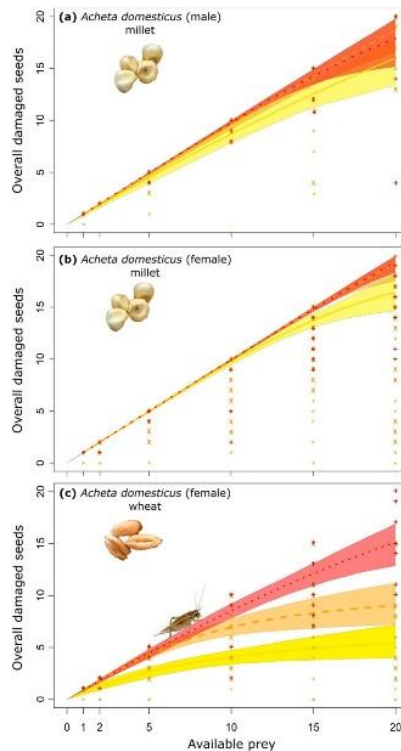 (a) Acheta domesticus (male)
millet
Overall damaged seeds
20
15
10
5
0
(b) Acheta domesticus (female)
millet
Overall damaged seeds
20
15
10
5
0
(c) Acheta domesticus (female)
wheat
Overall damaged seeds
20
15
10
5
0
0 1 2 5 10 15 20
Available prey